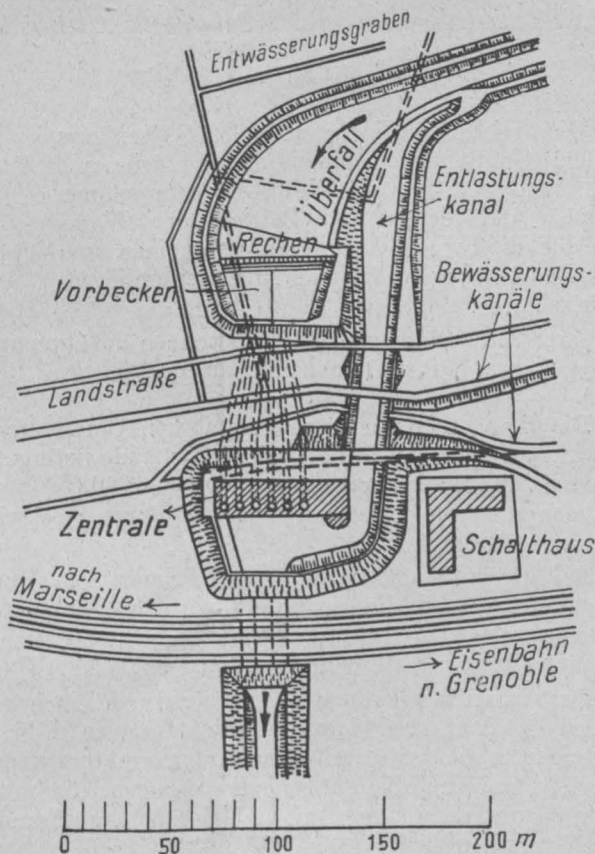 Entwässerungsgraben
Überfall
Entlastungs-
kanal
Rechen
Vorbecken
Bewässerungs-
kanäle
Landstraße
Zentrale
Schalthaus
nach
Marseille
Eisenbahn
n. Grenoble
0 50 100 150 200 m